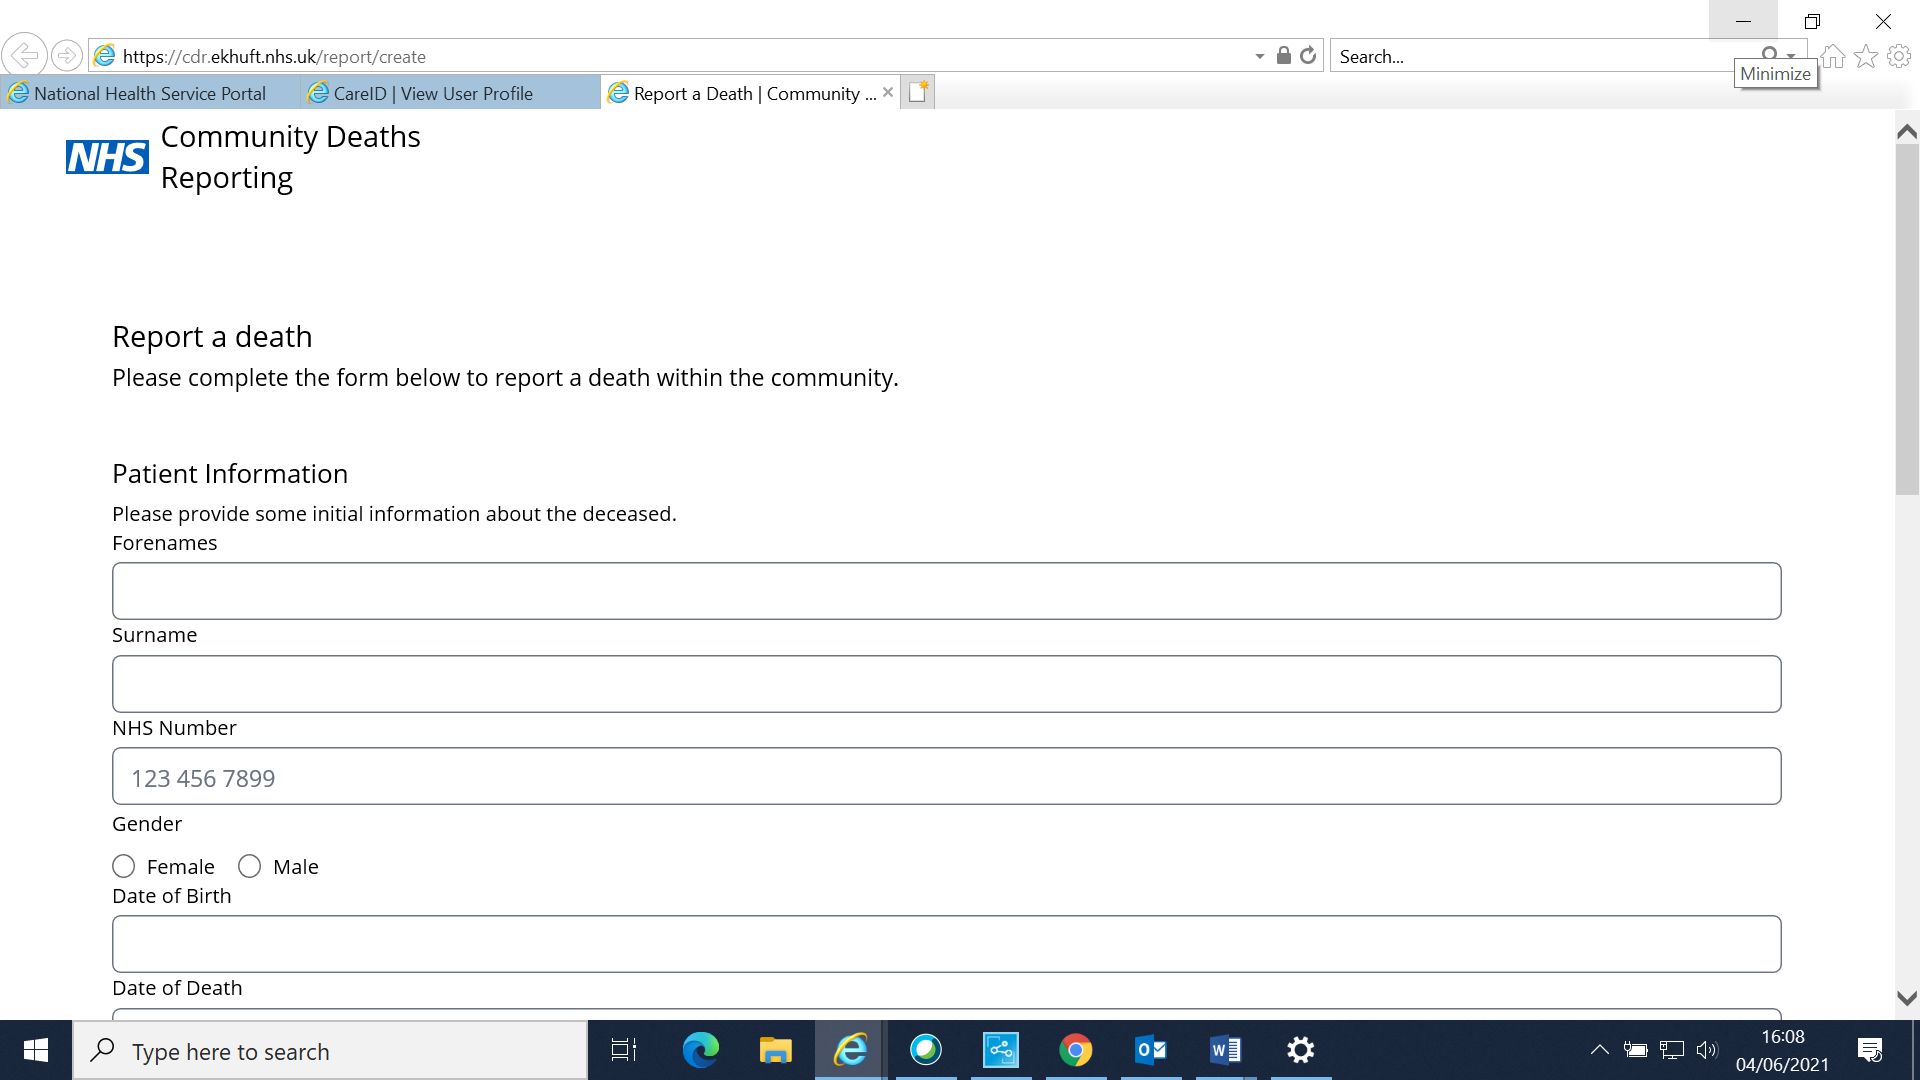 https://cdr.ekhuft.nhs.uk/report/create
Search...
Minimize
National Health Service Portal
CareID | View User Profile
Report a Death | Community ...
NHS
Community Deaths
Reporting
Report a death
Please complete the form below to report a death within the community.
Patient Information
Please provide some initial information about the deceased.
Forenames
Surname
NHS Number
123 456 7899
Gender
Female
Male
Date of Birth
Date of Death
Type here to search
16:08
04/06/2021